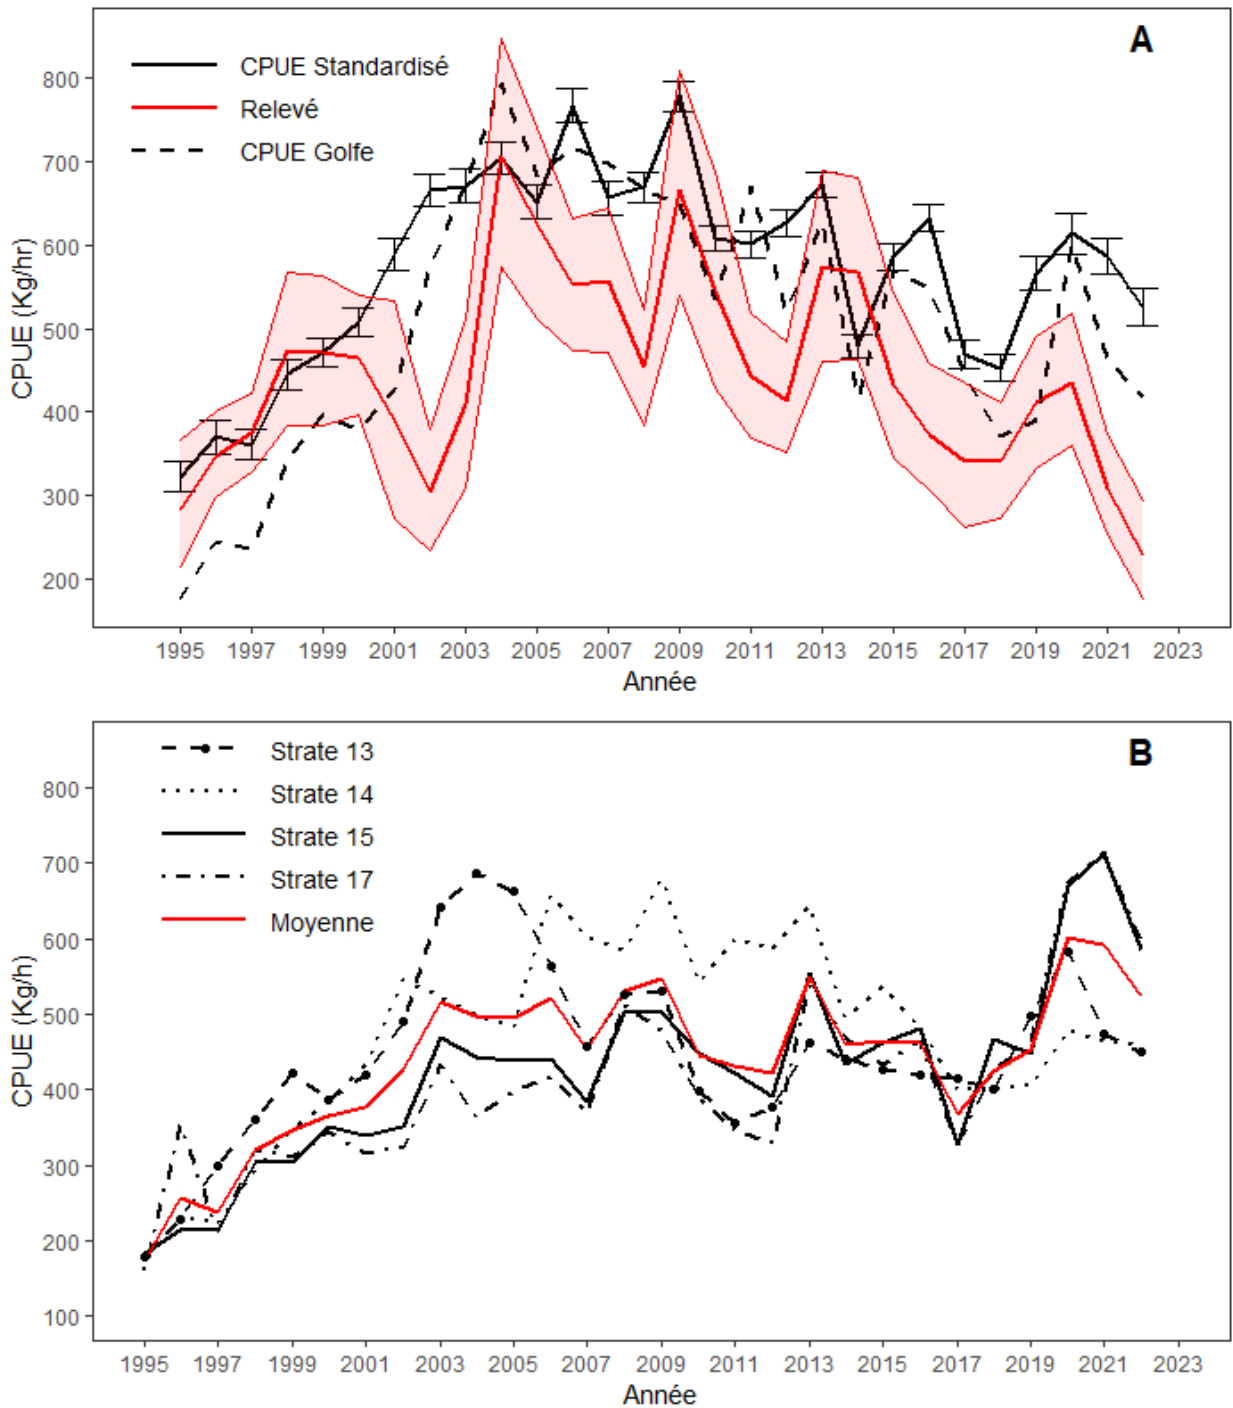 A
CPUE Standardisé
Relevé
CPUE Golfe
CPUE (Kg/hr)
800
700
600
500
400
300
200
1995 1997 1999 2001 2003 2005 2007 2009 2011 2013 2015 2017 2019 2021 2023
Année
B
Strate 13
Strate 14
Strate 15
Strate 17
Moyenne
CPUE (Kg/h)
800
700
600
500
400
300
200
100
1995 1997 1999 2001 2003 2005 2007 2009 2011 2013 2015 2017 2019 2021 2023
Année